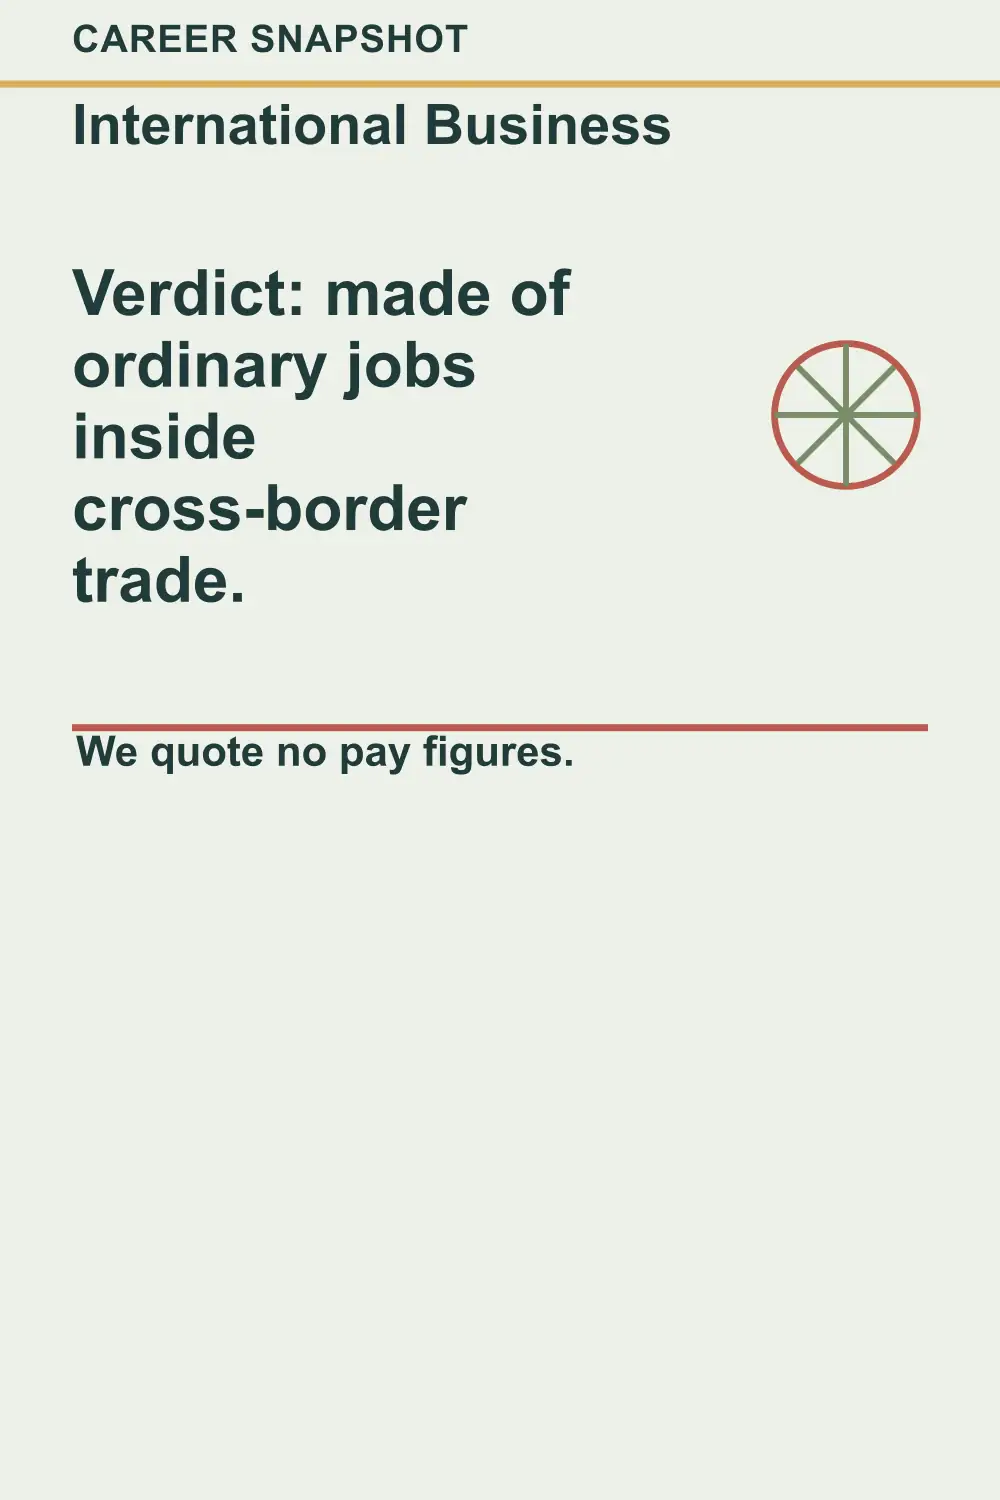 CAREER SNAPSHOT
International Business
Verdict: made of
ordinary jobs
inside
cross-border
trade.
We quote no pay figures.